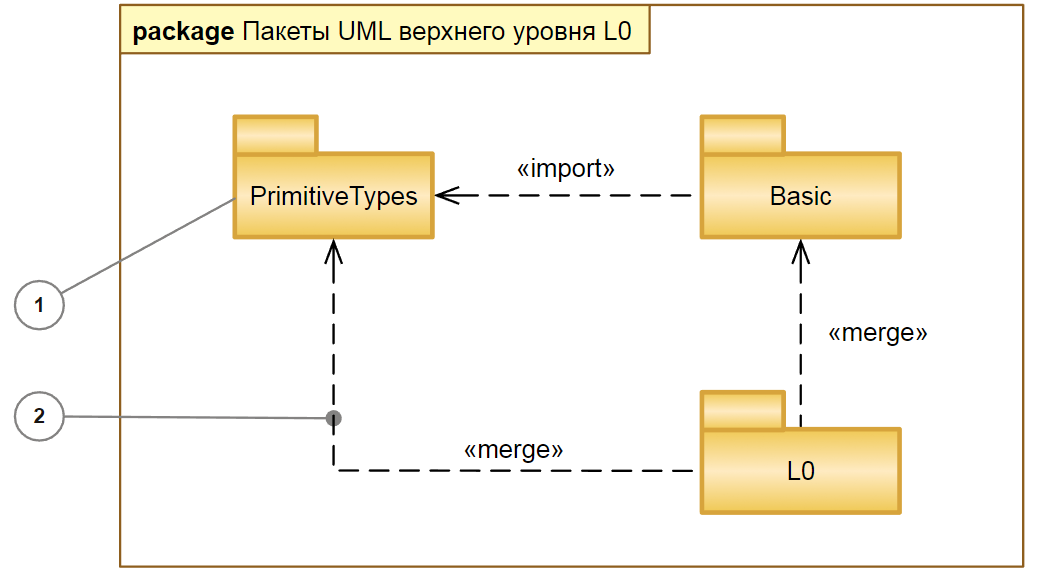 package Пакеты UML верхнего уровня L0
«import»
PrimitiveTypes
Basic
1
«merge»
2
«merge»
L0